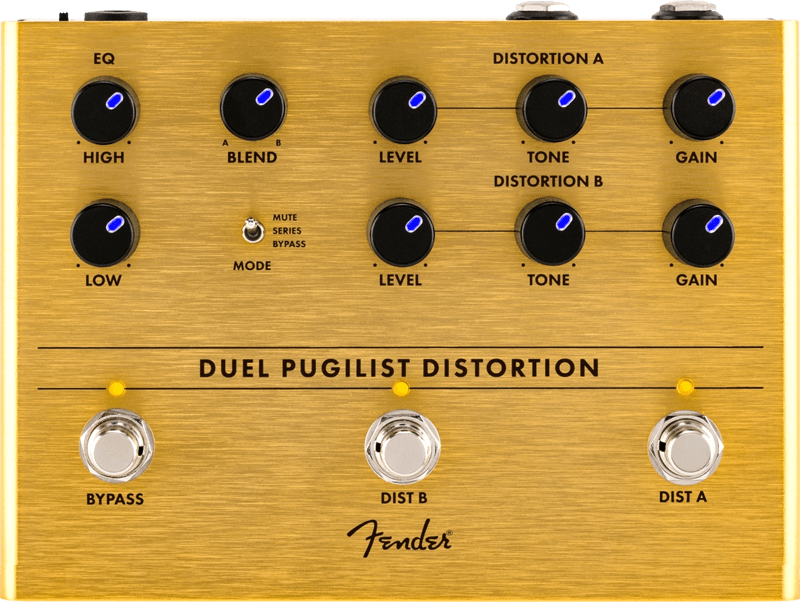 EQ
DISTORTION A
HIGH
A B
BLEND
LEVEL
TONE
GAIN
DISTORTION B
MUTE
SERIES
BYPASS
MODE
LOW
LEVEL
TONE
GAIN
DUEL PUGILIST DISTORTION
BYPASS
DIST B
DIST A
Fender®